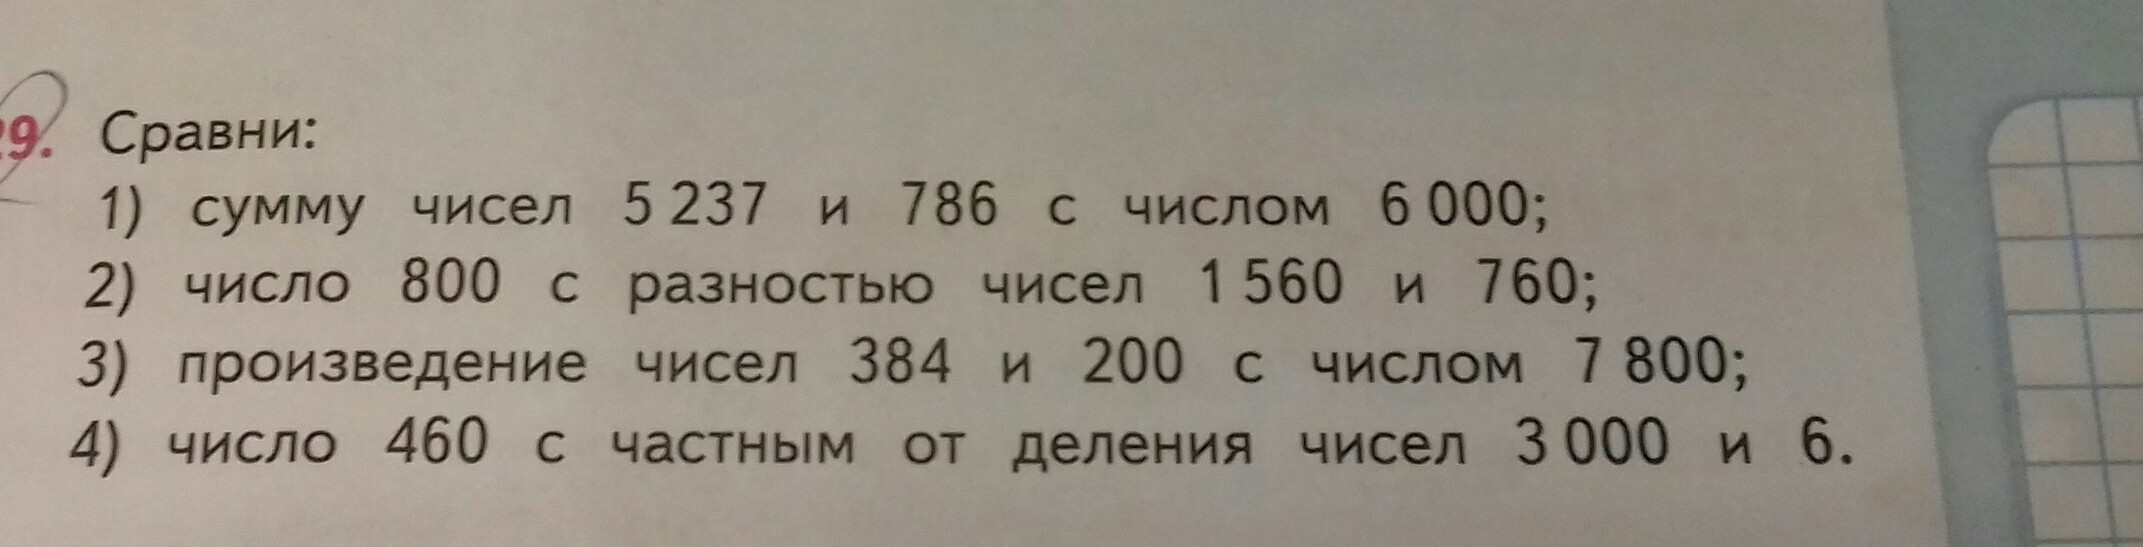 9. Сравни:
1) сумму чисел 5 237 и 786 с числом 6 000;
2) число 800 с разностью чисел 1 560 и 760;
3) произведение чисел 384 и 200 с числом 7 800;
4) число 460 с частным от деления чисел 3 000 и 6.